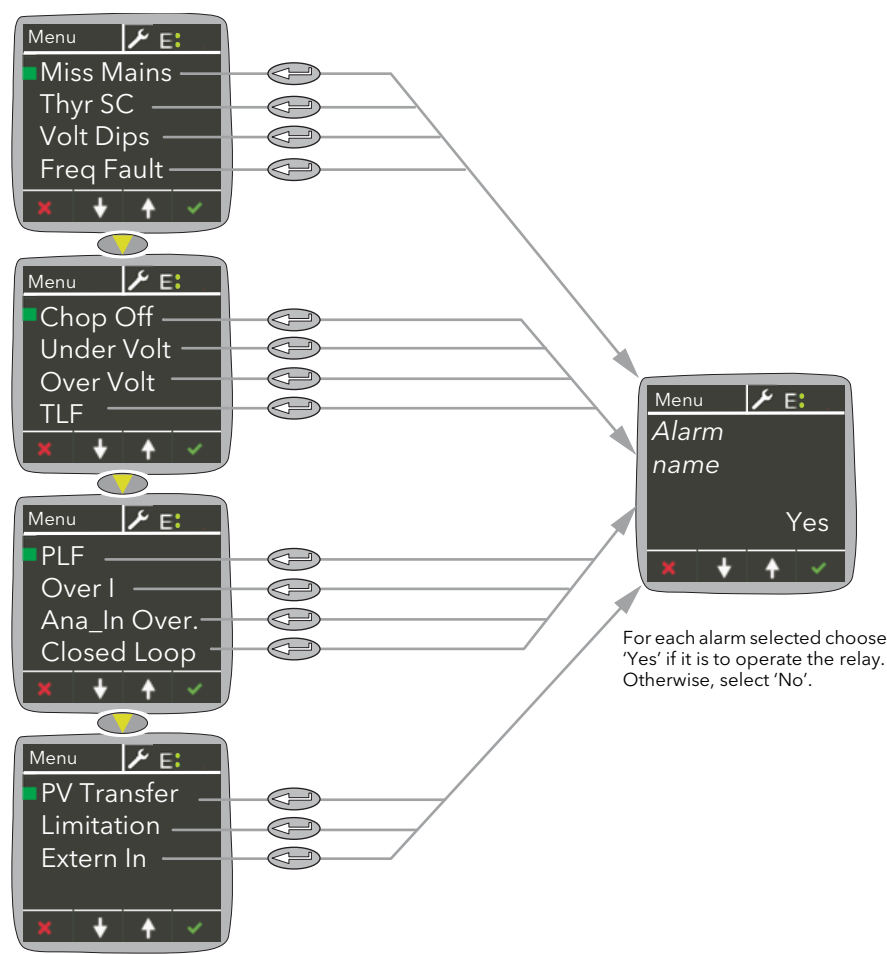 Menu E:
Miss Mains
Thyr SC
Volt Dips
Freq Fault
Menu E:
Chop Off
Under Volt
Over Volt
TLF
Menu E:
PLF
Over I
Ana_In Over.
Closed Loop
Menu E:
PV Transfer
Limitation
Extern In
Menu E:
Alarm
name
Yes
For each alarm selected choose
‘Yes’ if it is to operate the relay.
Otherwise, select ‘No’.